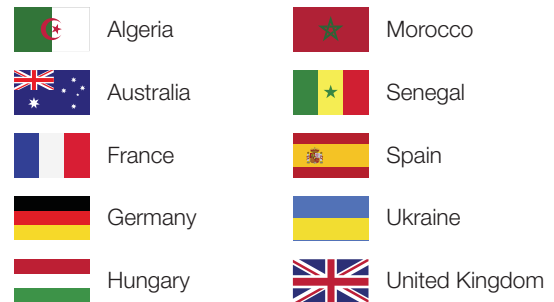 Algeria
Australia
France
Germany
Hungary
Morocco
Senegal
Spain
Ukraine
United Kingdom